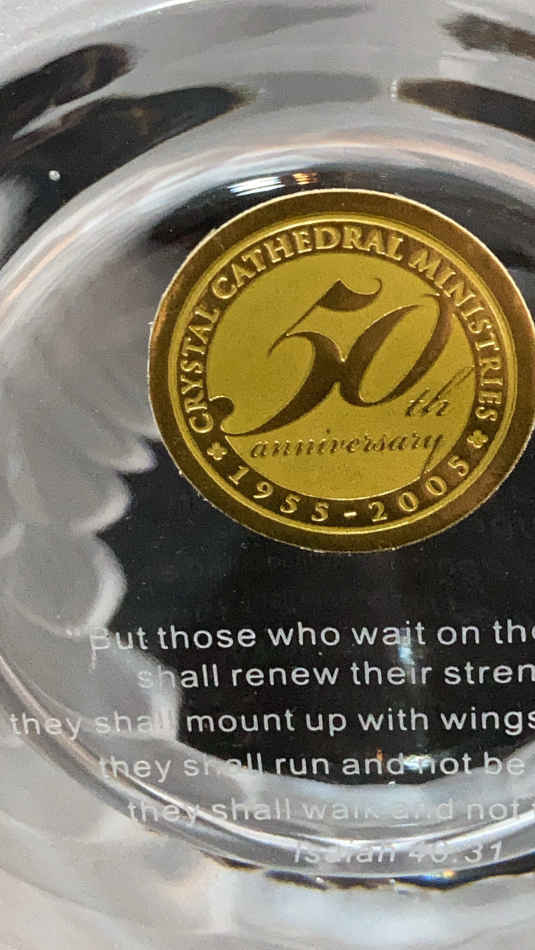 CRYSTAL CATHEDRAL MINISTRIES
50th
anniversary
1955-2005
"But those who wait on the
shall renew their stren
they shall mount up with wings
they shall run and not be
they shall walk and not
Isaiah 40:31